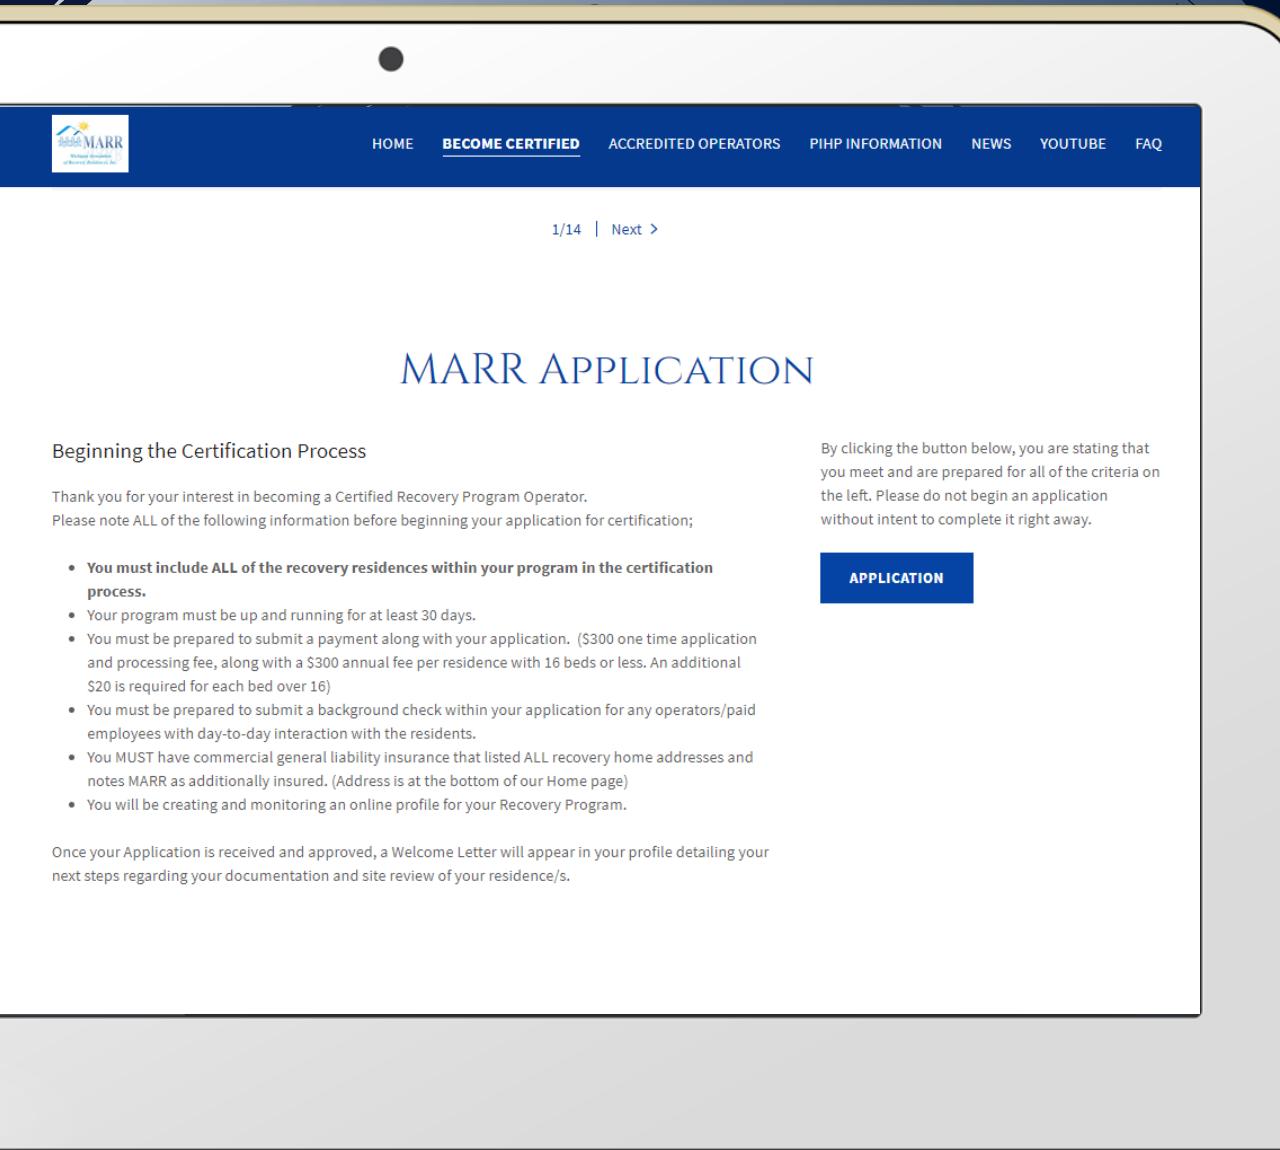 MARR
HOME BECOME CERTIFIED ACCREDITED OPERATORS PIHP INFORMATION NEWS YOUTUBE FAQ
1/14 | Next >
MARR Application
Beginning the Certification Process
Thank you for your interest in becoming a Certified Recovery Program Operator.
Please note ALL of the following information before beginning your application for certification;
• You must include ALL of the recovery residences within your program in the certification
process.
• Your program must be up and running for at least 30 days.
• You must be prepared to submit a payment along with your application.  ($300 one time application
and processing fee, along with a $300 annual fee per residence with 16 beds or less. An additional
$20 is required for each bed over 16)
• You must be prepared to submit a background check within your application for any operators/paid
employees with day-to-day interaction with the residents.
• You MUST have commercial general liability insurance that listed ALL recovery home addresses and
notes MARR as additionally insured. (Address is at the bottom of our Home page)
• You will be creating and monitoring an online profile for your Recovery Program.
Once your Application is received and approved, a Welcome Letter will appear in your profile detailing your
next steps regarding your documentation and site review of your residence/s.
By clicking the button below, you are stating that
you meet and are prepared for all of the criteria on
the left. Please do not begin an application
without intent to complete it right away.
APPLICATION